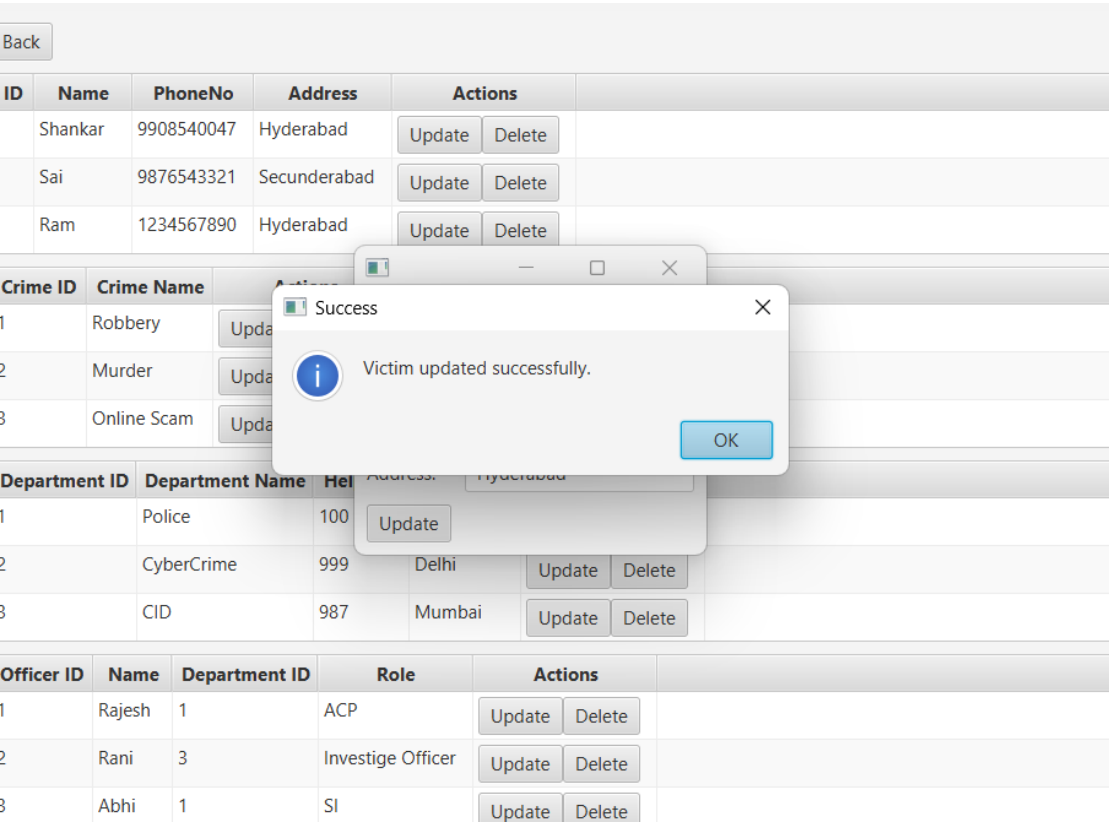 Back
ID Name PhoneNo Address Actions
Shankar 9908540047 Hyderabad Update Delete
Sai 9876543321 Secunderabad Update Delete
Ram 1234567890 Hyderabad Update Delete
Crime ID Crime Name
1 Robbery
2 Murder
3 Online Scam
Success
Victim updated successfully.
OK
Address: Hyderabad
Update
Department ID Department Name
1 Police 100
2 CyberCrime 999 Delhi Update Delete
3 CID 987 Mumbai Update Delete
Officer ID Name Department ID Role Actions
1 Rajesh 1 ACP Update Delete
2 Rani 3 Investige Officer Update Delete
3 Abhi 1 SI Update Delete